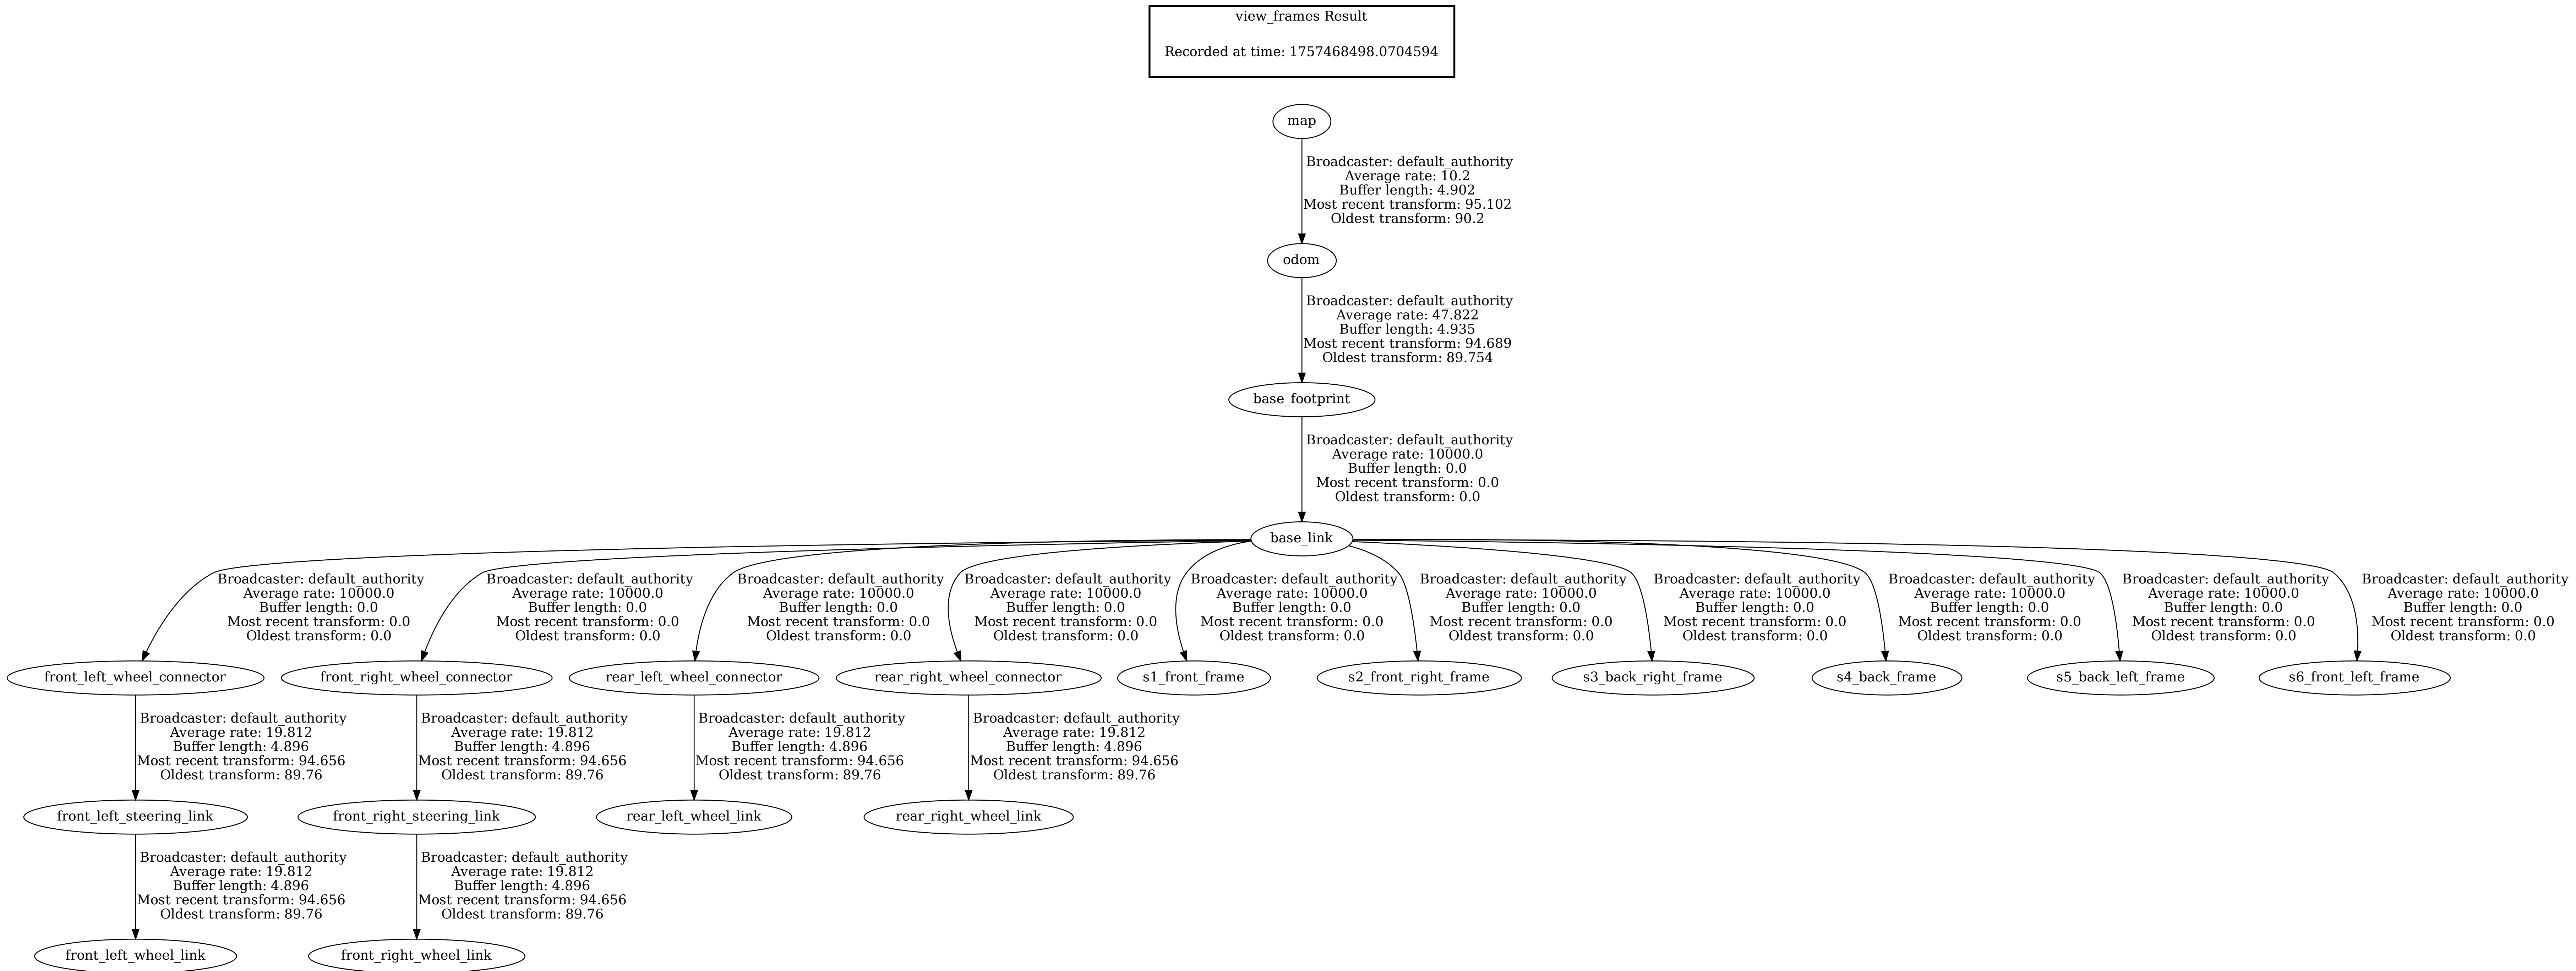 view_frames Result
Recorded at time: 1757468498.0704594
map
Broadcaster: default_authority
Average rate: 10.2
Buffer length: 4.902
Most recent transform: 95.102
Oldest transform: 90.2
odom
Broadcaster: default_authority
Average rate: 47.822
Buffer length: 4.935
Most recent transform: 94.689
Oldest transform: 89.754
base_footprint
Broadcaster: default_authority
Average rate: 10000.0
Buffer length: 0.0
Most recent transform: 0.0
Oldest transform: 0.0
base_link
Broadcaster: default_authority
Average rate: 10000.0
Buffer length: 0.0
Most recent transform: 0.0
Oldest transform: 0.0
Broadcaster: default_authority
Average rate: 10000.0
Buffer length: 0.0
Most recent transform: 0.0
Oldest transform: 0.0
Broadcaster: default_authority
Average rate: 10000.0
Buffer length: 0.0
Most recent transform: 0.0
Oldest transform: 0.0
Broadcaster: default_authority
Average rate: 10000.0
Buffer length: 0.0
Most recent transform: 0.0
Oldest transform: 0.0
Broadcaster: default_authority
Average rate: 10000.0
Buffer length: 0.0
Most recent transform: 0.0
Oldest transform: 0.0
Broadcaster: default_authority
Average rate: 10000.0
Buffer length: 0.0
Most recent transform: 0.0
Oldest transform: 0.0
Broadcaster: default_authority
Average rate: 10000.0
Buffer length: 0.0
Most recent transform: 0.0
Oldest transform: 0.0
Broadcaster: default_authority
Average rate: 10000.0
Buffer length: 0.0
Most recent transform: 0.0
Oldest transform: 0.0
Broadcaster: default_authority
Average rate: 10000.0
Buffer length: 0.0
Most recent transform: 0.0
Oldest transform: 0.0
Broadcaster: default_authority
Average rate: 10000.0
Buffer length: 0.0
Most recent transform: 0.0
Oldest transform: 0.0
front_left_wheel_connector
front_right_wheel_connector
rear_left_wheel_connector
rear_right_wheel_connector
s1_front_frame
s2_front_right_frame
s3_back_right_frame
s4_back_frame
s5_back_left_frame
s6_front_left_frame
Broadcaster: default_authority
Average rate: 19.812
Buffer length: 4.896
Most recent transform: 94.656
Oldest transform: 89.76
Broadcaster: default_authority
Average rate: 19.812
Buffer length: 4.896
Most recent transform: 94.656
Oldest transform: 89.76
Broadcaster: default_authority
Average rate: 19.812
Buffer length: 4.896
Most recent transform: 94.656
Oldest transform: 89.76
Broadcaster: default_authority
Average rate: 19.812
Buffer length: 4.896
Most recent transform: 94.656
Oldest transform: 89.76
front_left_steering_link
front_right_steering_link
rear_left_wheel_link
rear_right_wheel_link
Broadcaster: default_authority
Average rate: 19.812
Buffer length: 4.896
Most recent transform: 94.656
Oldest transform: 89.76
Broadcaster: default_authority
Average rate: 19.812
Buffer length: 4.896
Most recent transform: 94.656
Oldest transform: 89.76
front_left_wheel_link
front_right_wheel_link